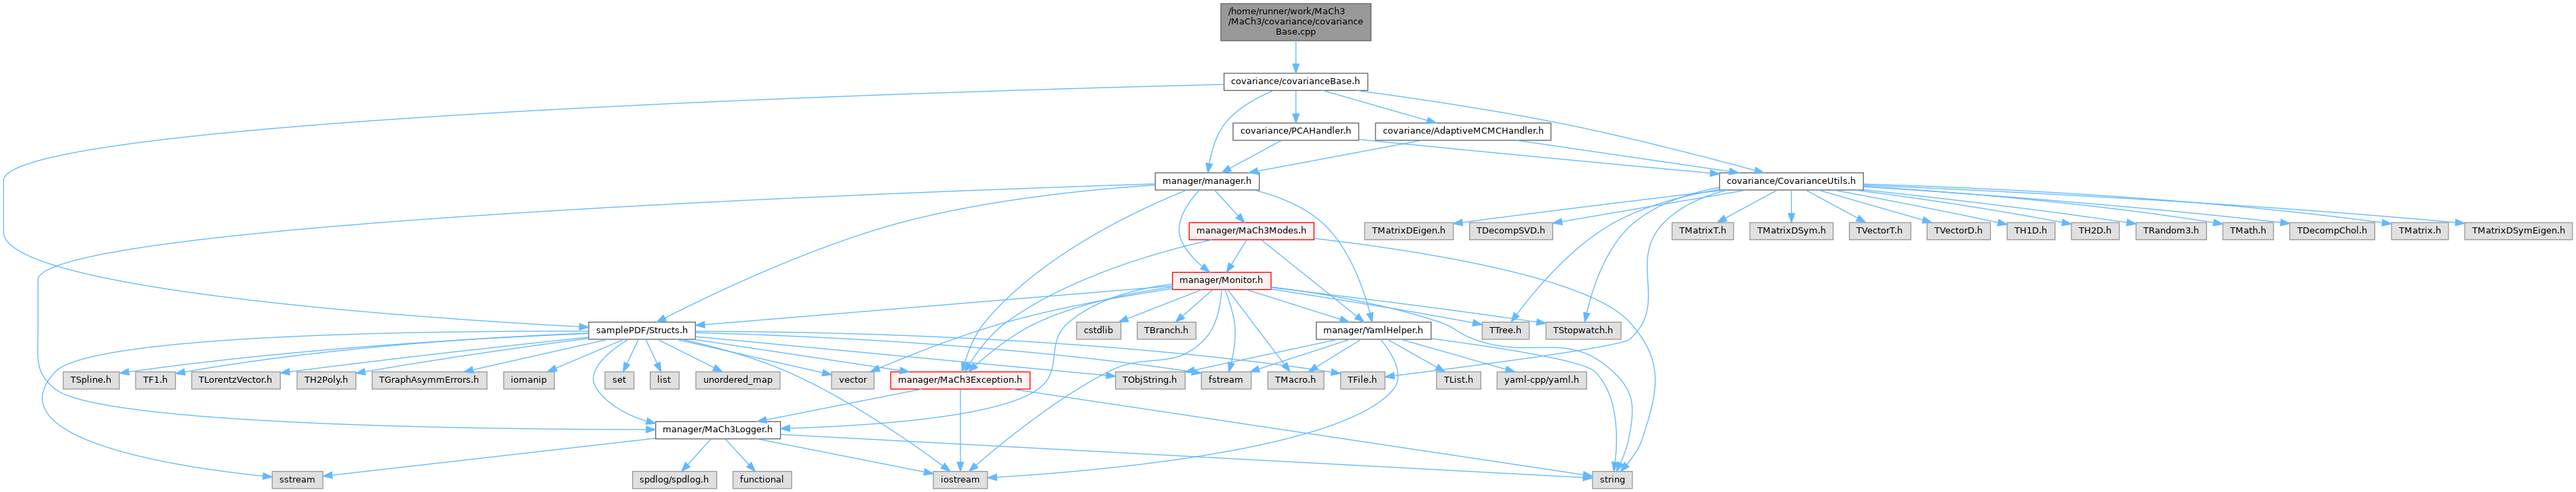 /home/runner/work/MaCh3
/MaCh3/covariance/covariance
Base.cpp
covariance/covarianceBase.h
covariance/PCAHandler.h
covariance/AdaptiveMCMCHandler.h
manager/manager.h
covariance/CovarianceUtils.h
manager/MaCh3Modes.h
TMatrixDEigen.h
TDecompSVD.h
TMatrixT.h
TMatrixDSym.h
TVectorT.h
TVectorD.h
TH1D.h
TH2D.h
TRandom3.h
TMath.h
TDecompChol.h
TMatrix.h
TMatrixDSymEigen.h
manager/Monitor.h
samplePDF/Structs.h
cstdlib
TBranch.h
manager/YamlHelper.h
TTree.h
TStopwatch.h
TSpline.h
TF1.h
TLorentzVector.h
TH2Poly.h
TGraphAsymmErrors.h
iomanip
set
list
unordered_map
vector
manager/MaCh3Exception.h
TObjString.h
fstream
TMacro.h
TFile.h
TList.h
yaml-cpp/yaml.h
manager/MaCh3Logger.h
sstream
spdlog/spdlog.h
functional
iostream
string